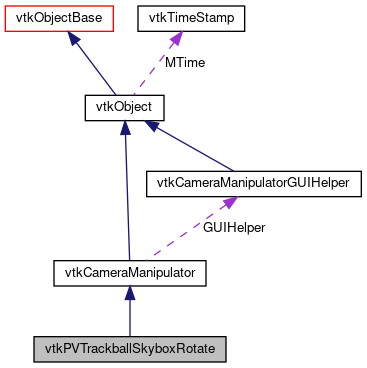 vtkObjectBase
vtkTimeStamp
MTime
vtkObject
vtkCameraManipulatorGUIHelper
GUIHelper
vtkCameraManipulator
vtkPVTrackballSkyboxRotate